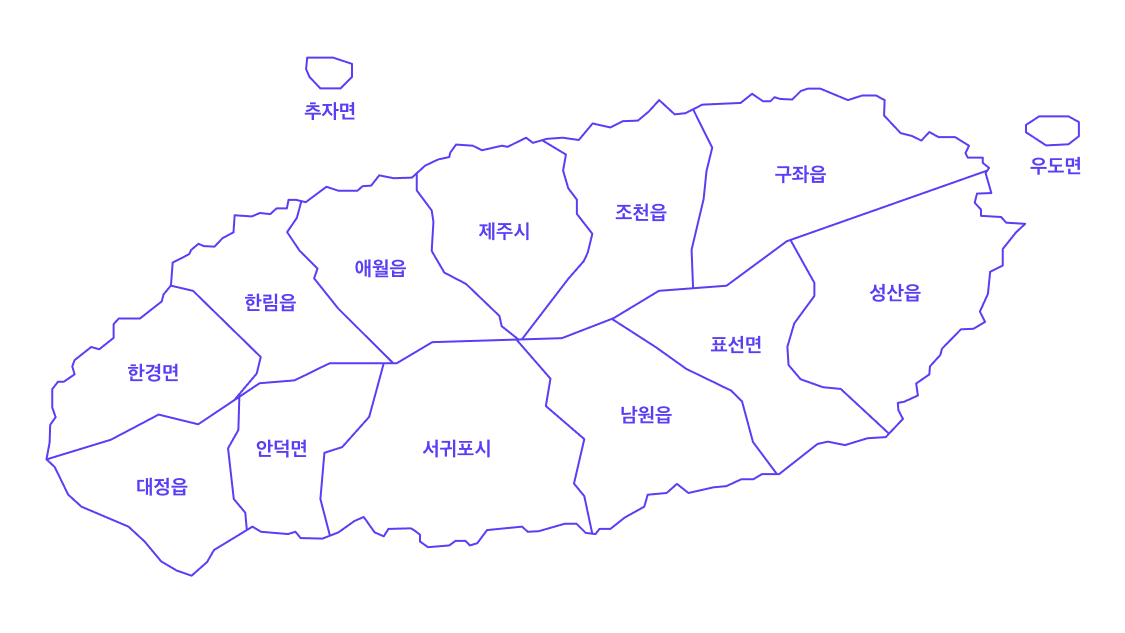 추자면
우도면
구좌읍
조천읍
제주시
애월읍
성산읍
한림읍
표선면
한경면
남원읍
안덕면
서귀포시
대정읍